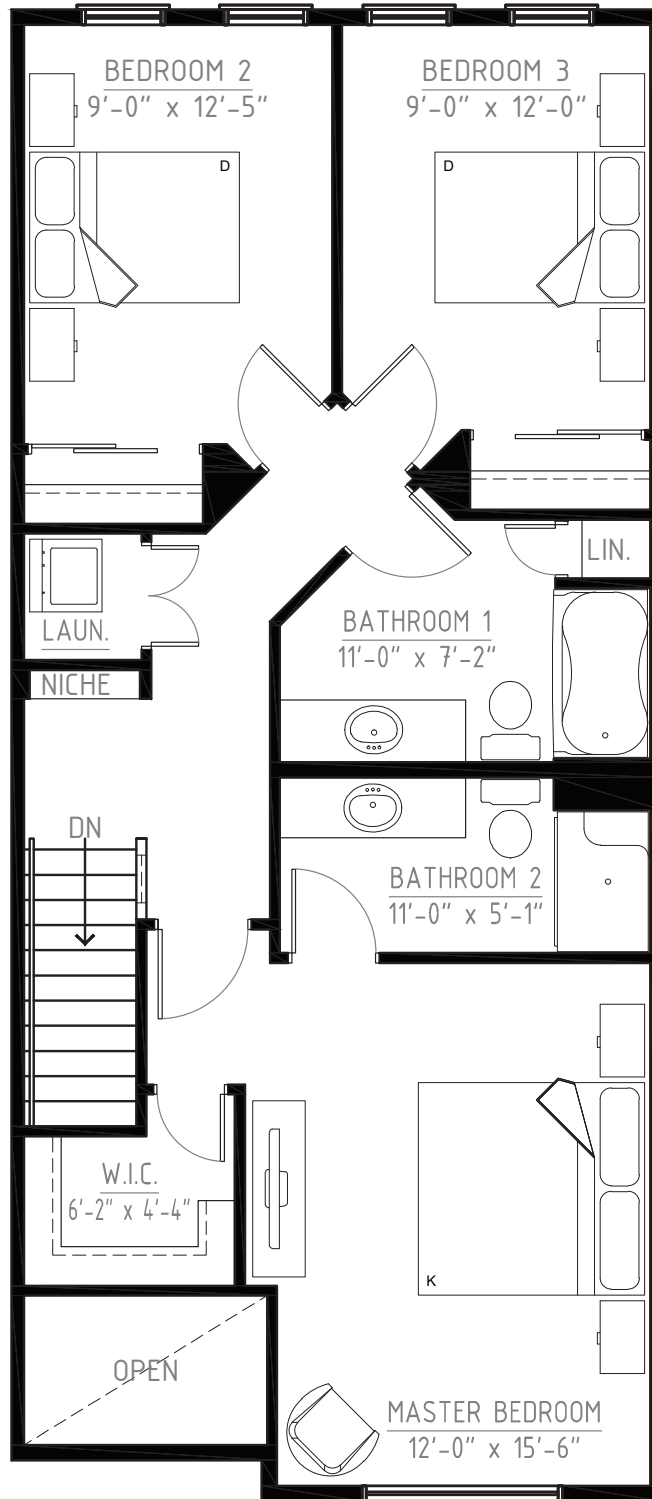 BEDROOM 2
9'-0" x 12'-5"
BEDROOM 3
9'-0" x 12'-0"
D
D
LIN.
LAUN.
BATHROOM 1
11'-0" x 7'-2"
NICHE
DN
BATHROOM 2
11'-0" x 5'-1"
W.I.C.
6'-2" x 4'-4"
K
OPEN
MASTER BEDROOM
12'-0" x 15'-6"